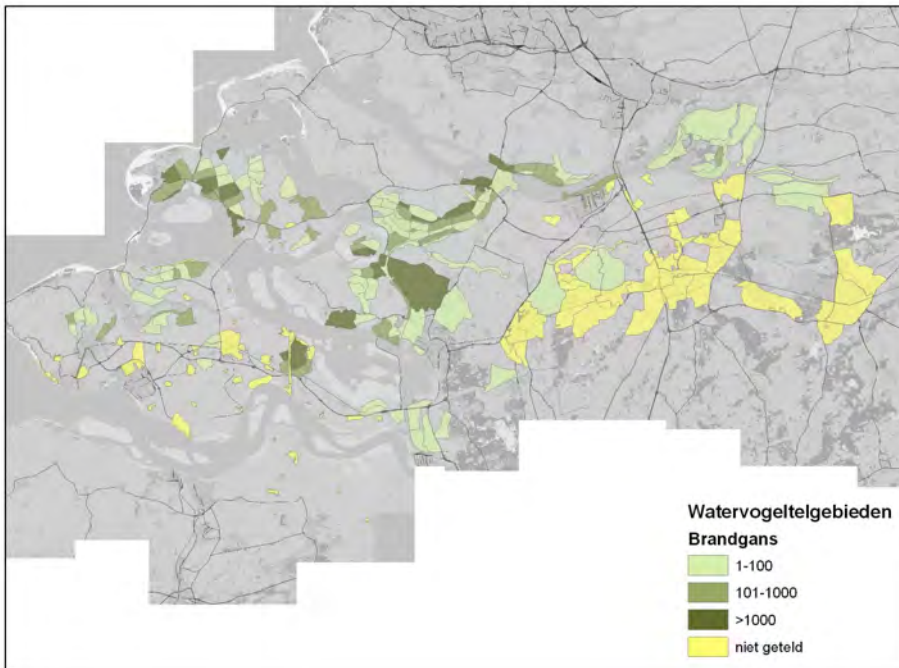 Watervogeltelgebieden
Brandgans
1-100
101-1000
>1000
niet geteld